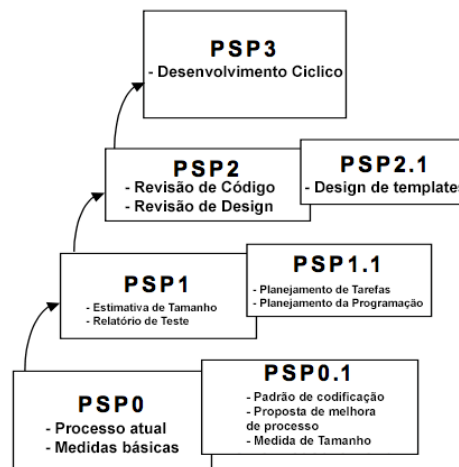 PSP3
- Desenvolvimento Ciclico
PSP2
- Revisão de Código
- Revisão de Design
PSP2.1
- Design de templates
PSP1
- Estimativa de Tamanho
- Relatório de Teste
PSP1.1
- Planejamento de Tarefas
- Planejamento da Programação
PSP0
- Processo atual
- Medidas básicas
PSP0.1
- Padrão de codificação
- Proposta de melhora
de processo
- Medida de Tamanho